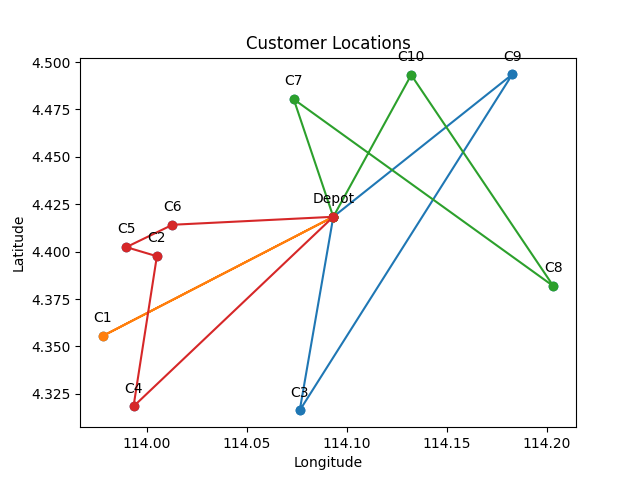 Customer Locations
C10
C9
C7
Depot
C6
C5
C2
C8
C1
C4
C3
4.500
4.475
4.450
4.425
4.400
4.375
4.350
4.325
Latitude
114.00
114.05
114.10
114.15
114.20
Longitude